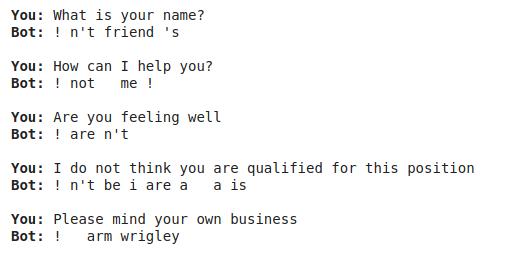 You: What is your name?
Bot: ! n't friend 's
You: How can I help you?
Bot: ! not   me !
You: Are you feeling well
Bot: ! are n't
You: I do not think you are qualified for this position
Bot: ! n't be i are a   a is
You: Please mind your own business
Bot: !   arm wrigley